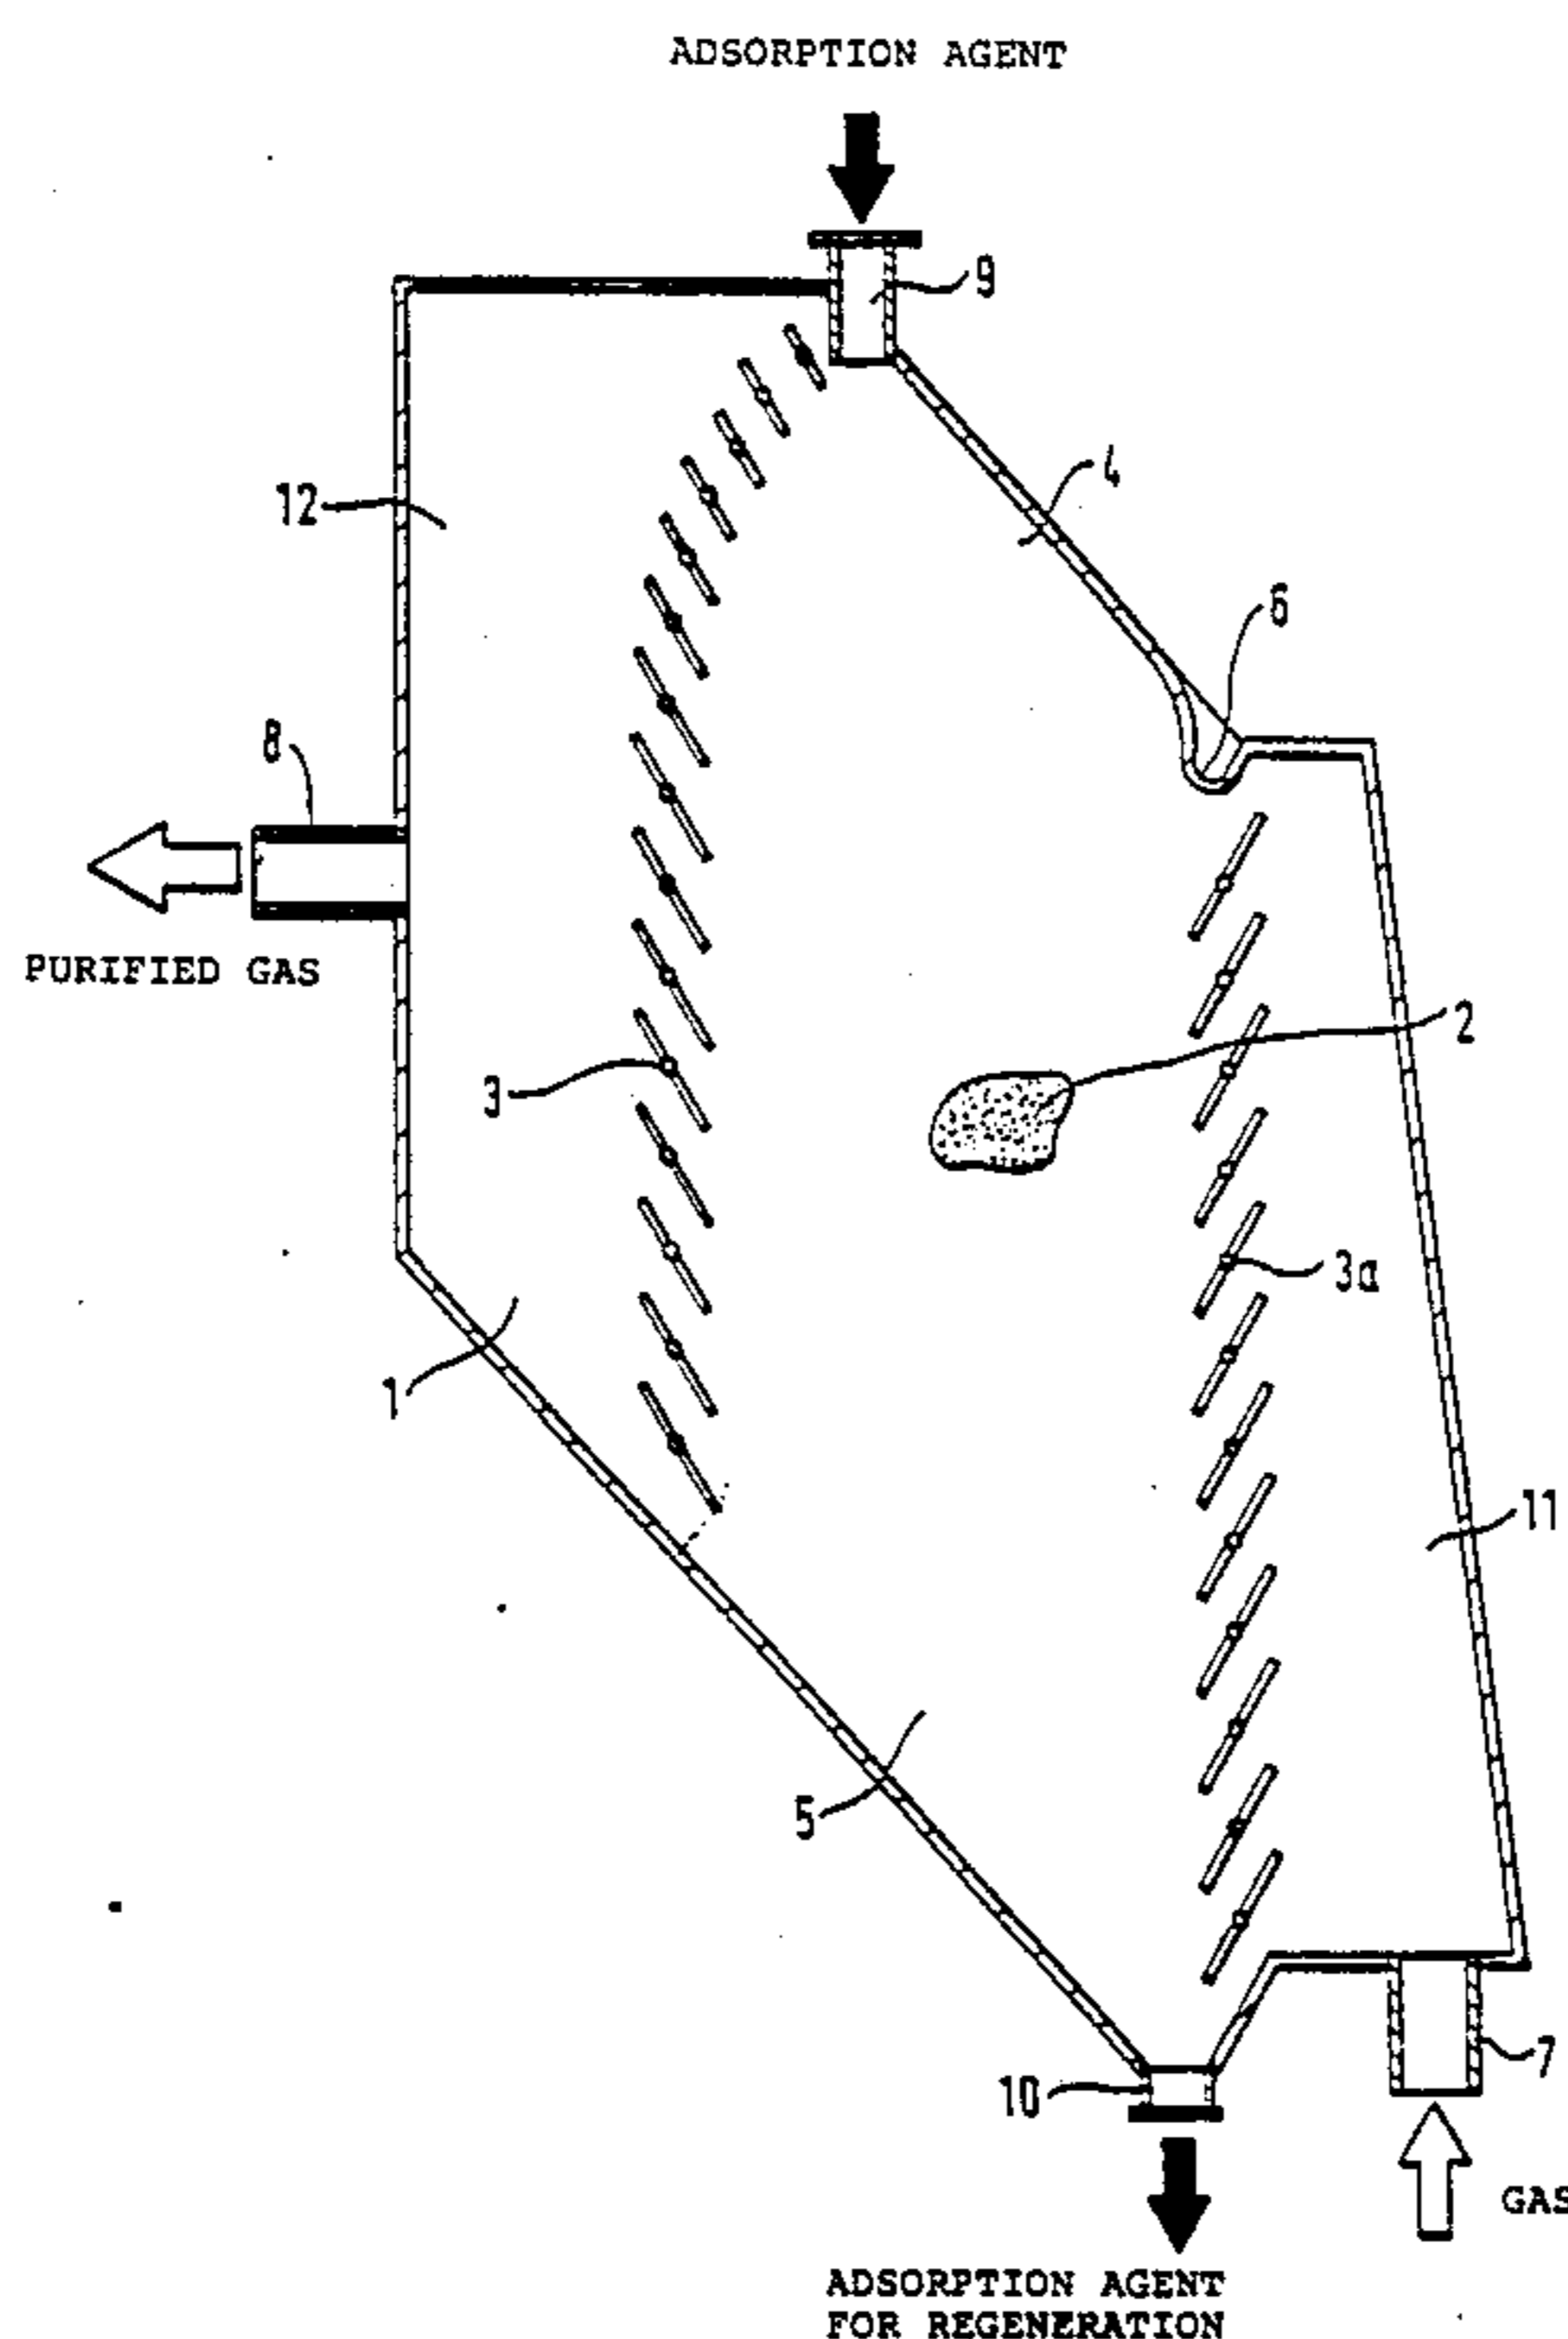 ADSORPTION AGENT
9
4
12
6
8
PURIFIED GAS
2
3
3a
1
11
5
7
10
GAS
ADSORPTION AGENT
FOR REGENERATION